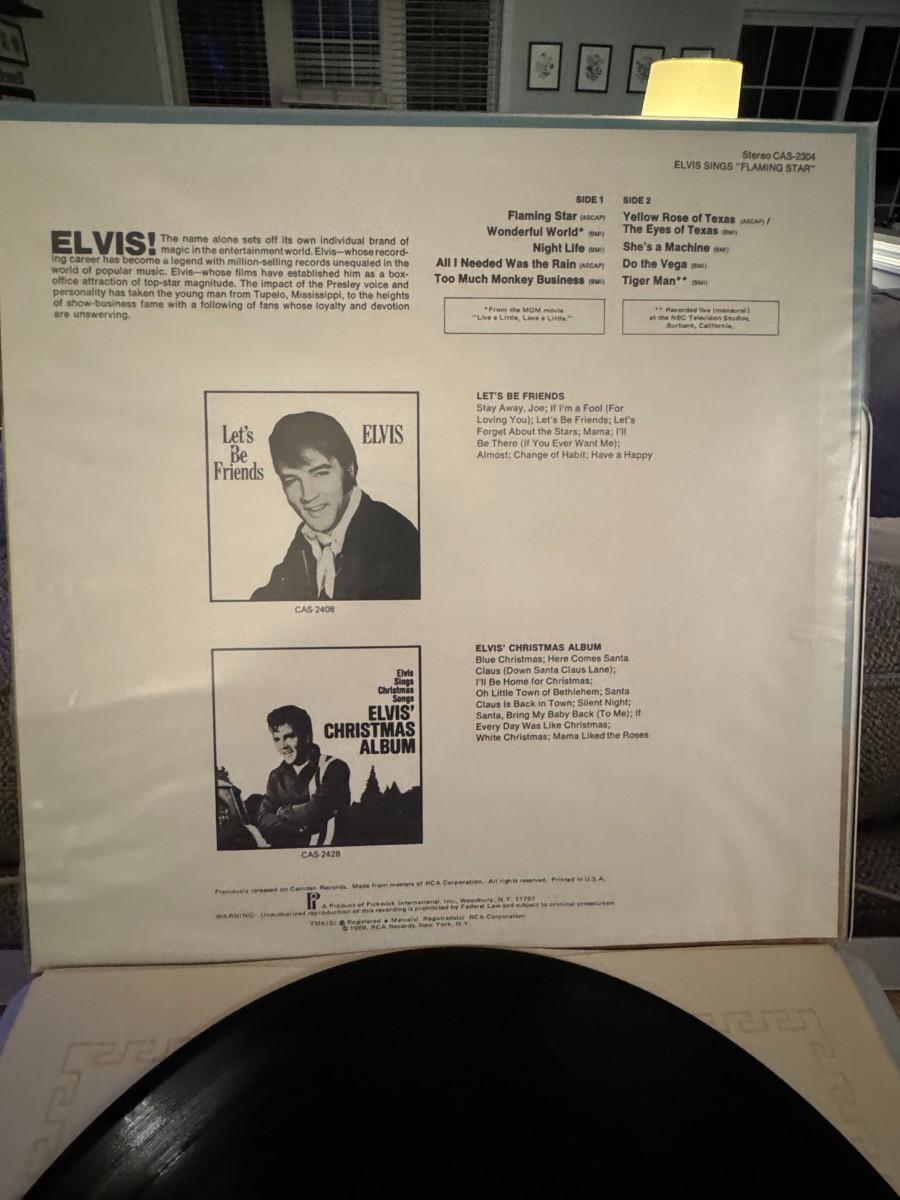 Stereo CAS-2304
ELVIS SINGS "FLAMING STAR"
SIDE 1
Flaming Star (ASCAP)
Wonderful World* (BMI)
Night Life (BMI)
All I Needed Was the Rain (ASCAP)
Too Much Monkey Business (BMI)
*From the MGM movie
"Live a Little, Love a Little."
SIDE 2
Yellow Rose of Texas (ASCAP) /
The Eyes of Texas (BMI)
She's a Machine (BMI)
Do the Vega (BMI)
Tiger Man** (BMI)
** Recorded live (monaural)
at the NBC Television Studios,
Burbank, California.
ELVIS! The name alone sets off its own individual brand of
magic in the entertainment world. Elvis—whose record-
ing career has become a legend with million-selling records unequaled in the
world of popular music. Elvis—whose films have established him as a box-
office attraction of top-star magnitude. The impact of the Presley voice and
personality has taken the young man from Tupelo, Mississippi, to the heights
of show-business fame with a following of fans whose loyalty and devotion
are unswerving.
Let's
Be
Friends
ELVIS
CAS-2408
LET'S BE FRIENDS
Stay Away, Joe; If I'm a Fool (For
Loving You); Let's Be Friends; Let's
Forget About the Stars; Mama; I'll
Be There (If You Ever Want Me);
Almost; Change of Habit; Have a Happy
Elvis
Sings
Christmas
Songs
ELVIS'
CHRISTMAS
ALBUM
CAS-2428
ELVIS' CHRISTMAS ALBUM
Blue Christmas; Here Comes Santa
Claus (Down Santa Claus Lane);
I'll Be Home for Christmas;
Oh Little Town of Bethlehem; Santa
Claus Is Back in Town; Silent Night;
Santa, Bring My Baby Back (To Me); If
Every Day Was Like Christmas;
White Christmas; Mama Liked the Roses
Previously released on Camden Records. Made from masters of RCA Corporation. All rights reserved. Printed in U.S.A.
A Product of Pickwick International, Inc., Woodbury, N.Y. 11797
WARNING: Unauthorized reproduction of this recording is prohibited by Federal Law and subject to criminal prosecution.
TMK(S) ® Registered • Marca(s) Registrada(s) RCA Corporation
© 1969, RCA Records, New York, N.Y.